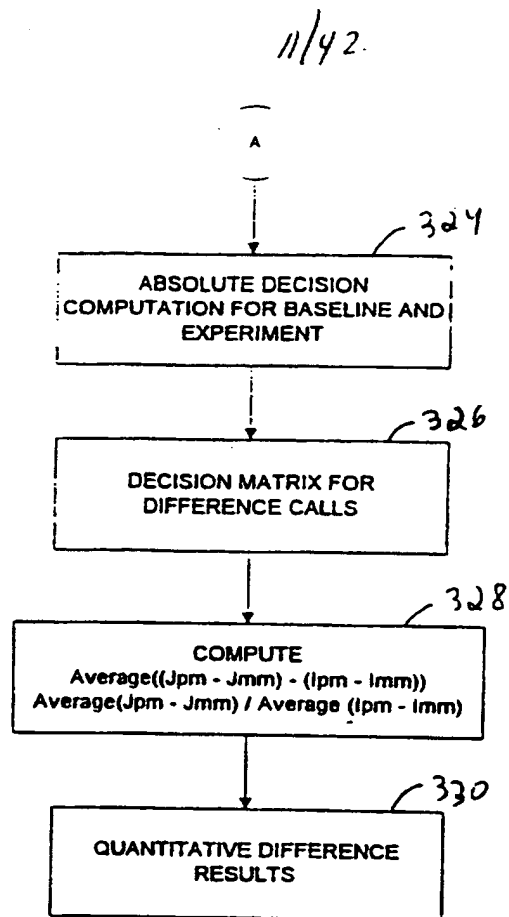 11/42.
A
324
ABSOLUTE DECISION
COMPUTATION FOR BASELINE AND
EXPERIMENT
326
DECISION MATRIX FOR
DIFFERENCE CALLS
328
COMPUTE
Average((Jpm - Jmm) - (Ipm - Imm))
Average(Jpm - Jmm) / Average (Ipm - Imm)
330
QUANTITATIVE DIFFERENCE
RESULTS